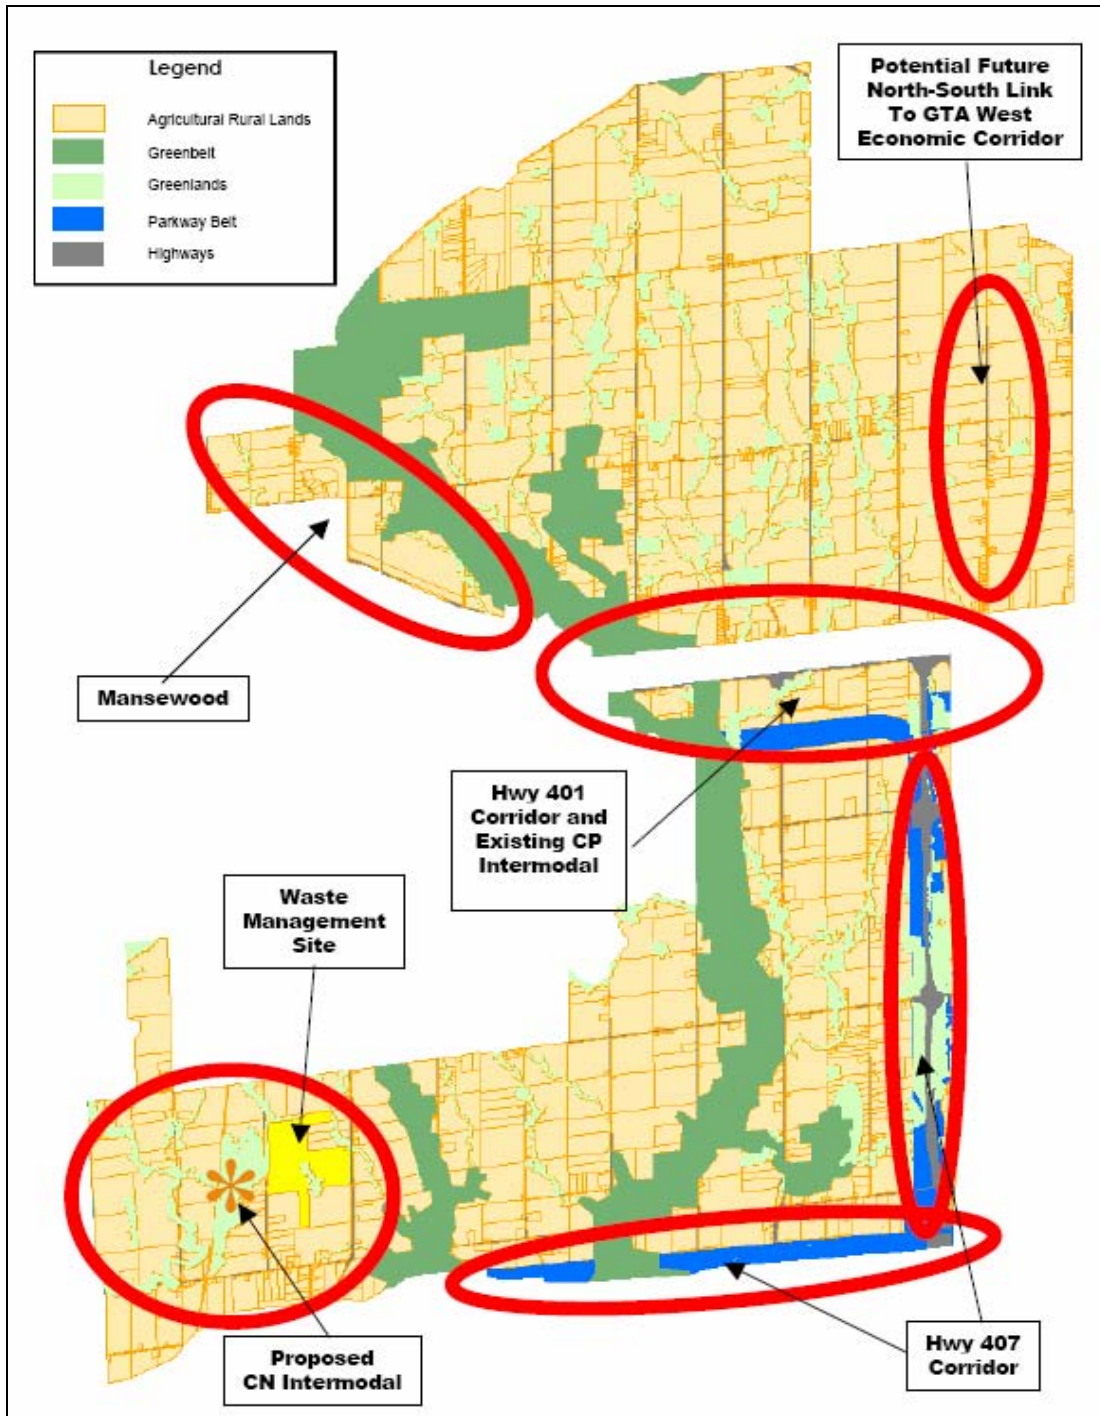 Legend
Agricultural Rural Lands
Greenbelt
Greenlands
Parkway Belt
Highways
Potential Future
North-South Link
To GTA West
Economic Corridor
Mansewood
Hwy 401
Corridor and
Existing CP
Intermodal
Waste
Management
Site
Proposed
CN Intermodal
Hwy 407
Corridor